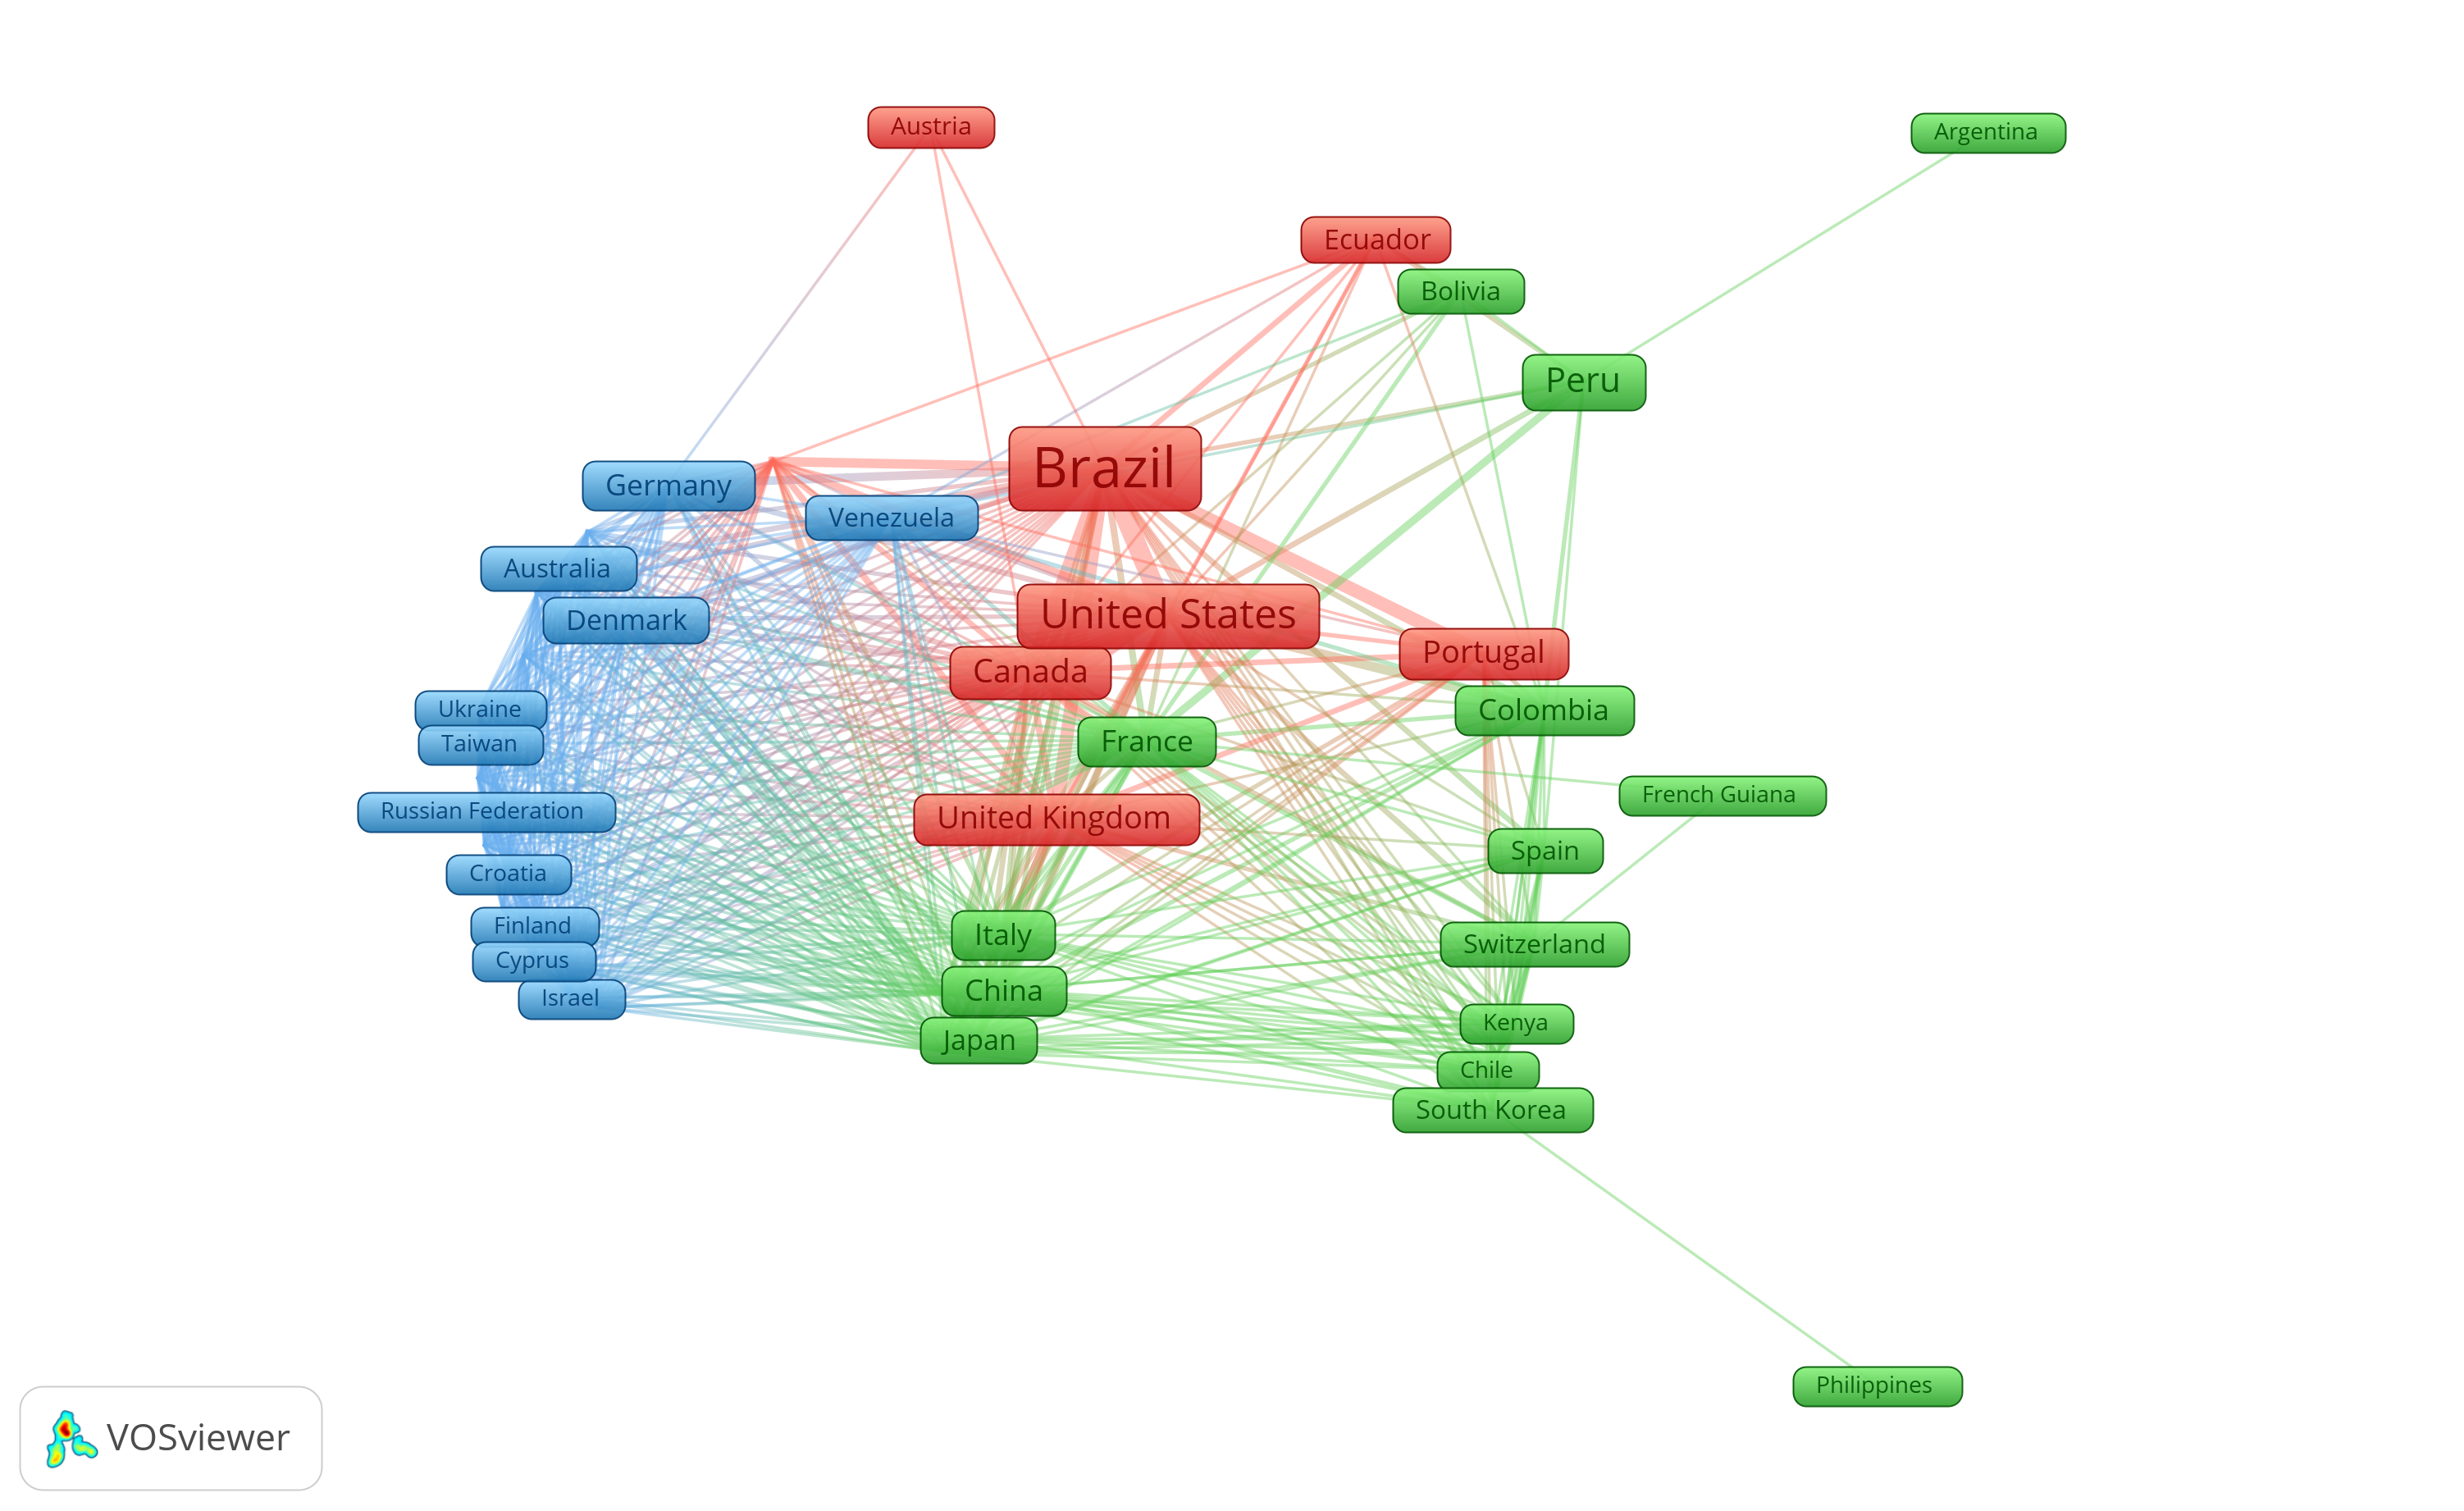 Austria
Argentina
Ecuador
Bolivia
Peru
Brazil
Germany
Venezuela
Australia
Denmark
United States
Canada
Portugal
Colombia
Ukraine
Taiwan
France
French Guiana
Russian Federation
United Kingdom
Spain
Croatia
Finland
Italy
Switzerland
Cyprus
Israel
China
Kenya
Japan
Chile
South Korea
Philippines
VOSviewer